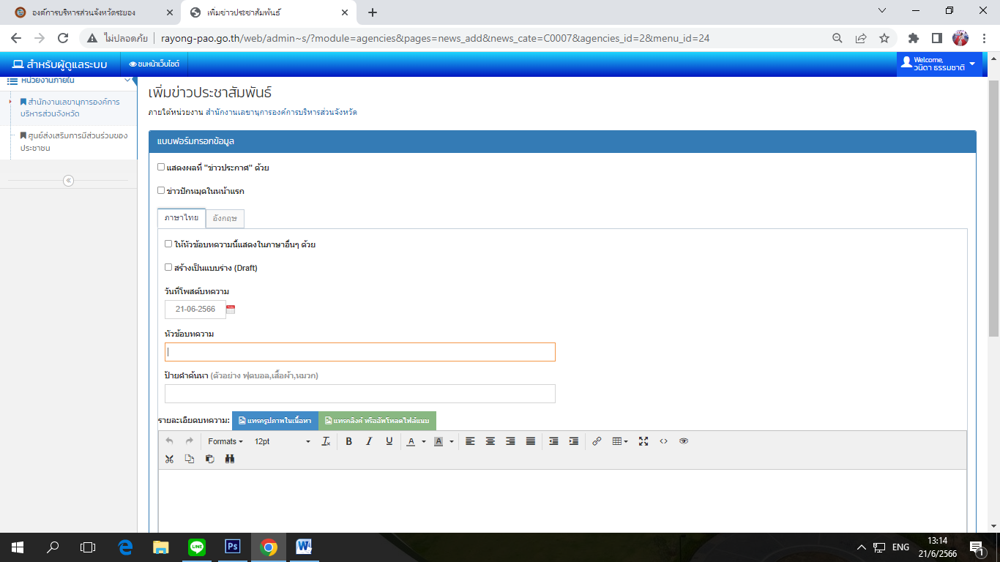 องค์การบริหารส่วนจังหวัดระยอง
เพิ่มข่าวประชาสัมพันธ์
ไม่ปลอดภัย
rayong-pao.go.th/web/admin~s/?module=agencies&pages=news_add&news_cate=C0007&agencies_id=2&menu_id=24
สำหรับผู้ดูแลระบบ
ชมหน้าเว็บไซต์
Welcome,
วนิดา ธรรมชาติ
หน่วยงานภายใน
สำนักงานเลขานุการองค์การ
บริหารส่วนจังหวัด
ศูนย์ส่งเสริมการมีส่วนร่วมของ
ประชาชน
เพิ่มข่าวประชาสัมพันธ์
ภายใต้หน่วยงาน สำนักงานเลขานุการองค์การบริหารส่วนจังหวัด
แบบฟอร์มกรอกข้อมูล
แสดงผลที่ "ข่าวประกาศ" ด้วย
ข่าวปักหมุดในหน้าแรก
ภาษาไทย
อังกฤษ
ให้หัวข้อบทความนี้แสดงในภาษาอื่นๆ ด้วย
สร้างเป็นแบบร่าง (Draft)
วันที่โพสต์บทความ
21-06-2566
หัวข้อบทความ
ป้ายคำค้นหา (ตัวอย่าง ฟุตบอล,เสื้อผ้า,หมวก)
รายละเอียดบทความ: แทรกรูปภาพในเนื้อหา แทรกลิงค์ หรืออัพโหลดไฟล์แนบ
Formats 12pt B I U A A
LINE Ps W
ENG
13:14
21/6/2566
1